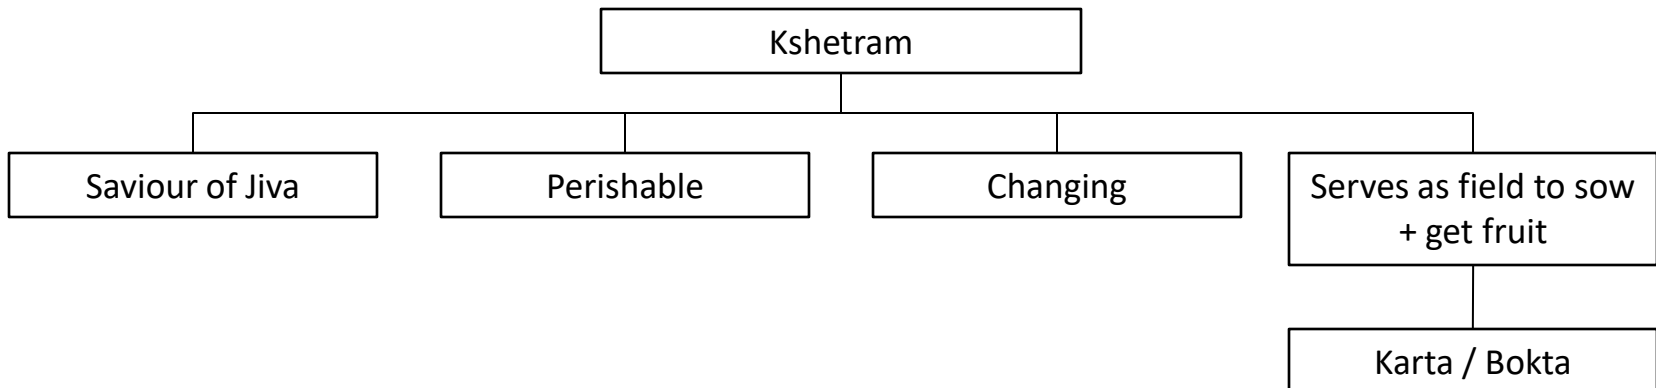 Kshetram
Saviour of Jiva
Perishable
Changing
Serves as field to sow
+ get fruit
Karta / Bokta